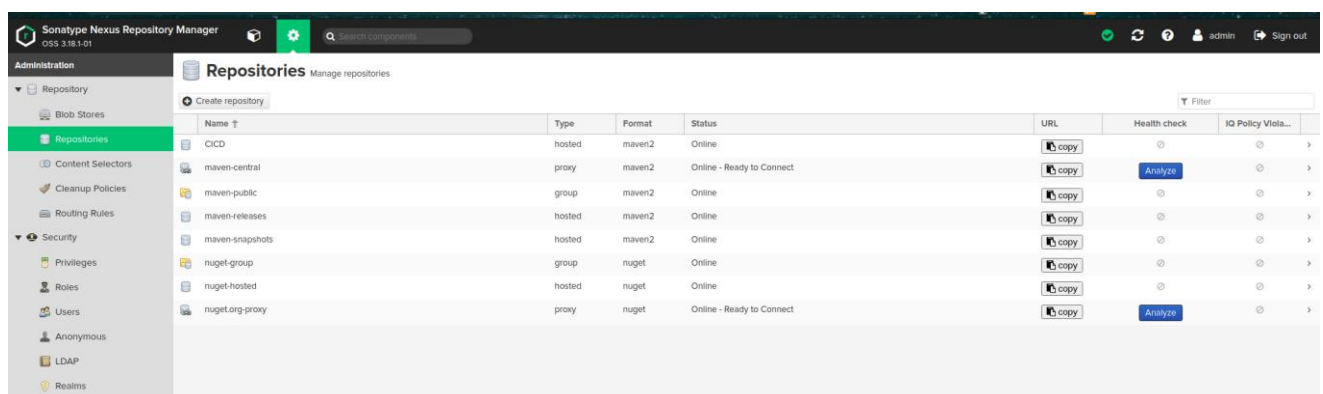 Sonatype Nexus Repository Manager
OSS 3.18.1-01
Search components
admin
Sign out
Administration
Repository
Blob Stores
Repositories
Content Selectors
Cleanup Policies
Routing Rules
Security
Privileges
Roles
Users
Anonymous
LDAP
Realms
Repositories Manage repositories
Create repository
Filter
Name Type Format Status URL Health check IQ Policy Viola...
CICD hosted maven2 Online copy
maven-central proxy maven2 Online - Ready to Connect copy Analyze
maven-public group maven2 Online copy
maven-releases hosted maven2 Online copy
maven-snapshots hosted maven2 Online copy
nuget-group group nuget Online copy
nuget-hosted hosted nuget Online copy
nuget.org-proxy proxy nuget Online - Ready to Connect copy Analyze